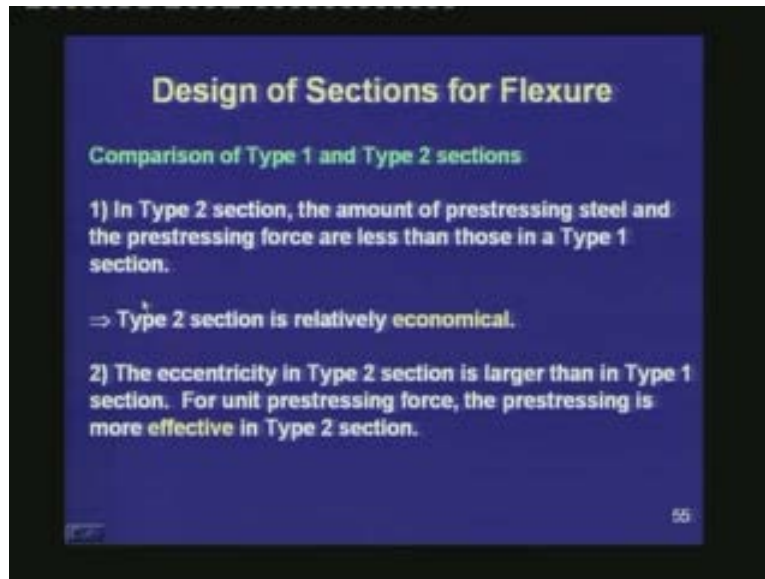 Design of Sections for Flexure
Comparison of Type 1 and Type 2 sections
1) In Type 2 section, the amount of prestressing steel and
the prestressing force are less than those in a Type 1
section.
⇒ Type 2 section is relatively economical.
2) The eccentricity in Type 2 section is larger than in Type 1
section. For unit prestressing force, the prestressing is
more effective in Type 2 section.
55